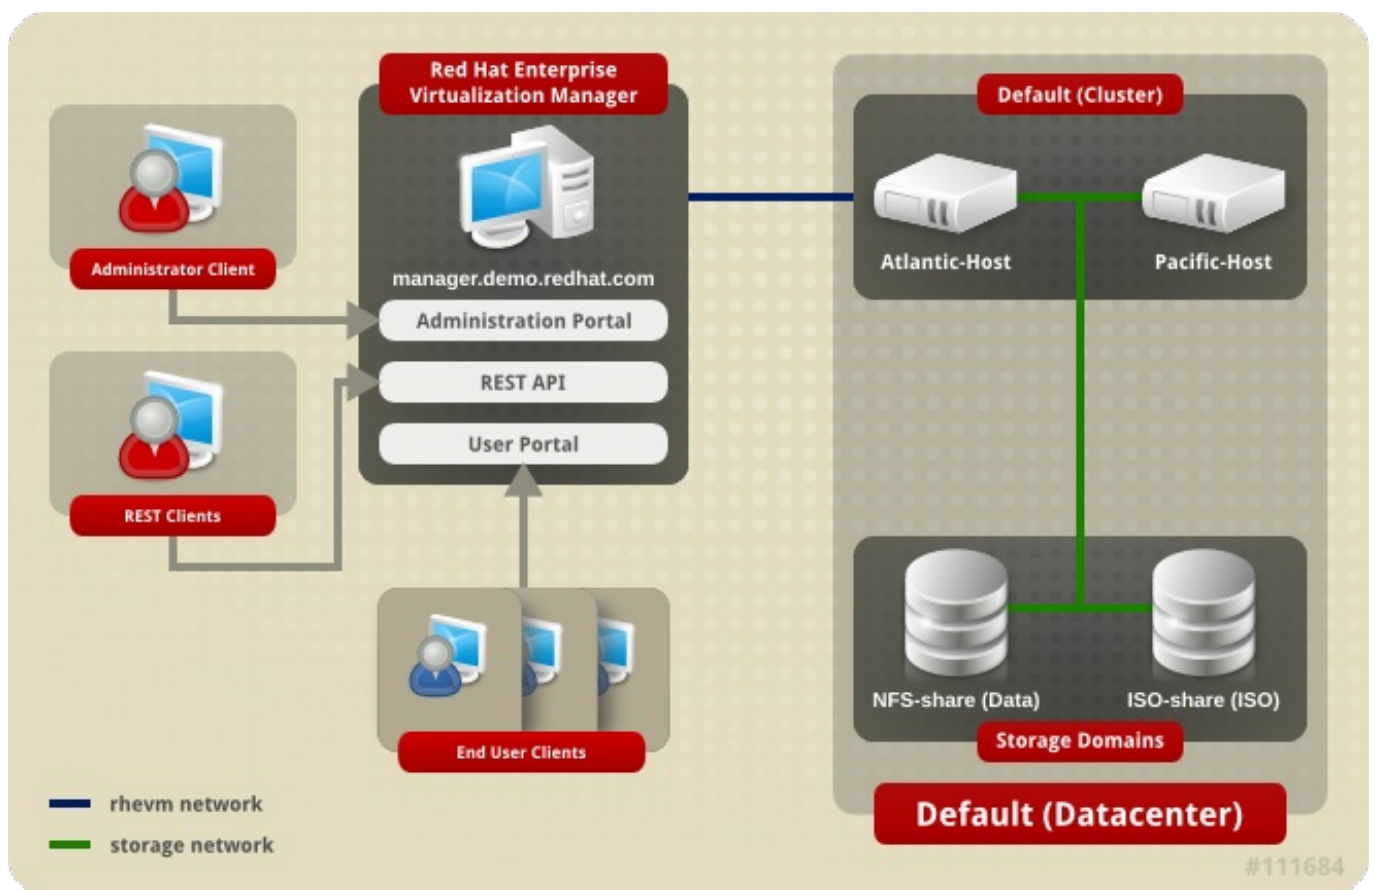 Red Hat Enterprise
Virtualization Manager
Default (Cluster)
Administrator Client
manager.demo.redhat.com
Atlantic-Host
Pacific-Host
Administration Portal
REST API
User Portal
REST Clients
End User Clients
NFS-share (Data)
ISO-share (ISO)
Storage Domains
Default (Datacenter)
rhevm network
storage network
#111684